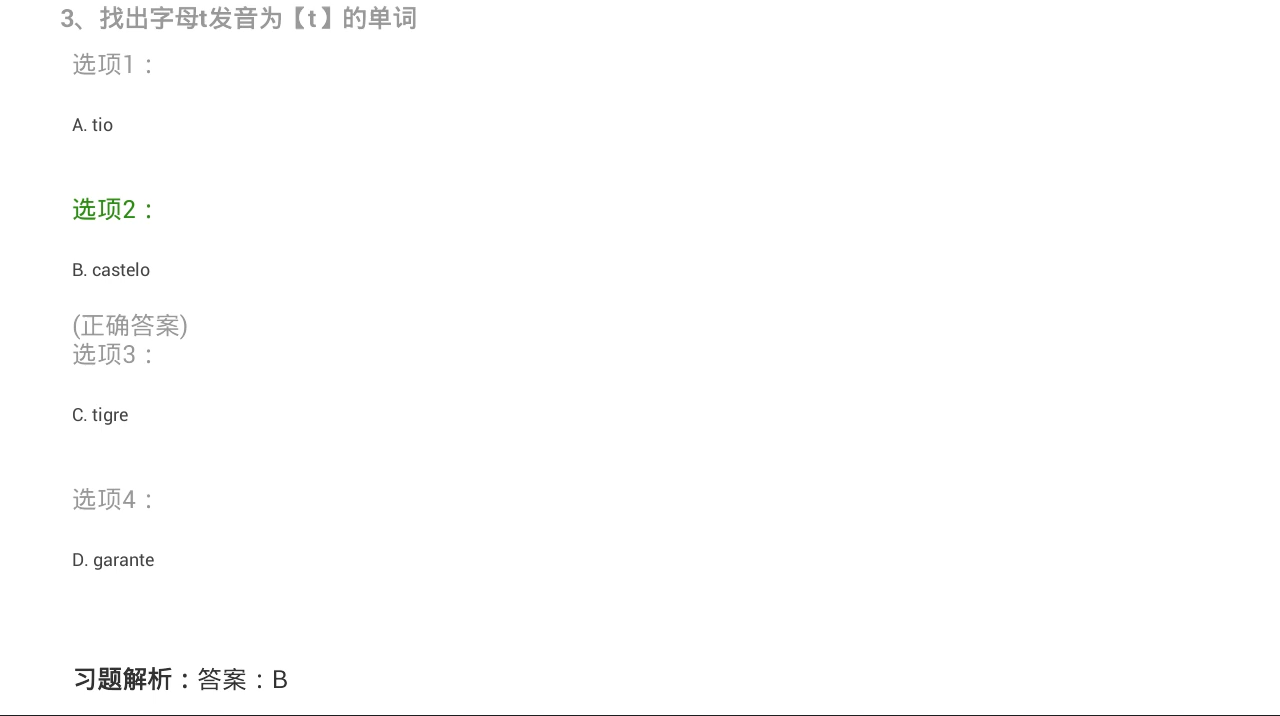 3、找出字母t发音为【t】的单词
选项1：
A. tio
选项2：
B. castelo
(正确答案)
选项3：
C. tigre
选项4：
D. garante
习题解析：答案：B